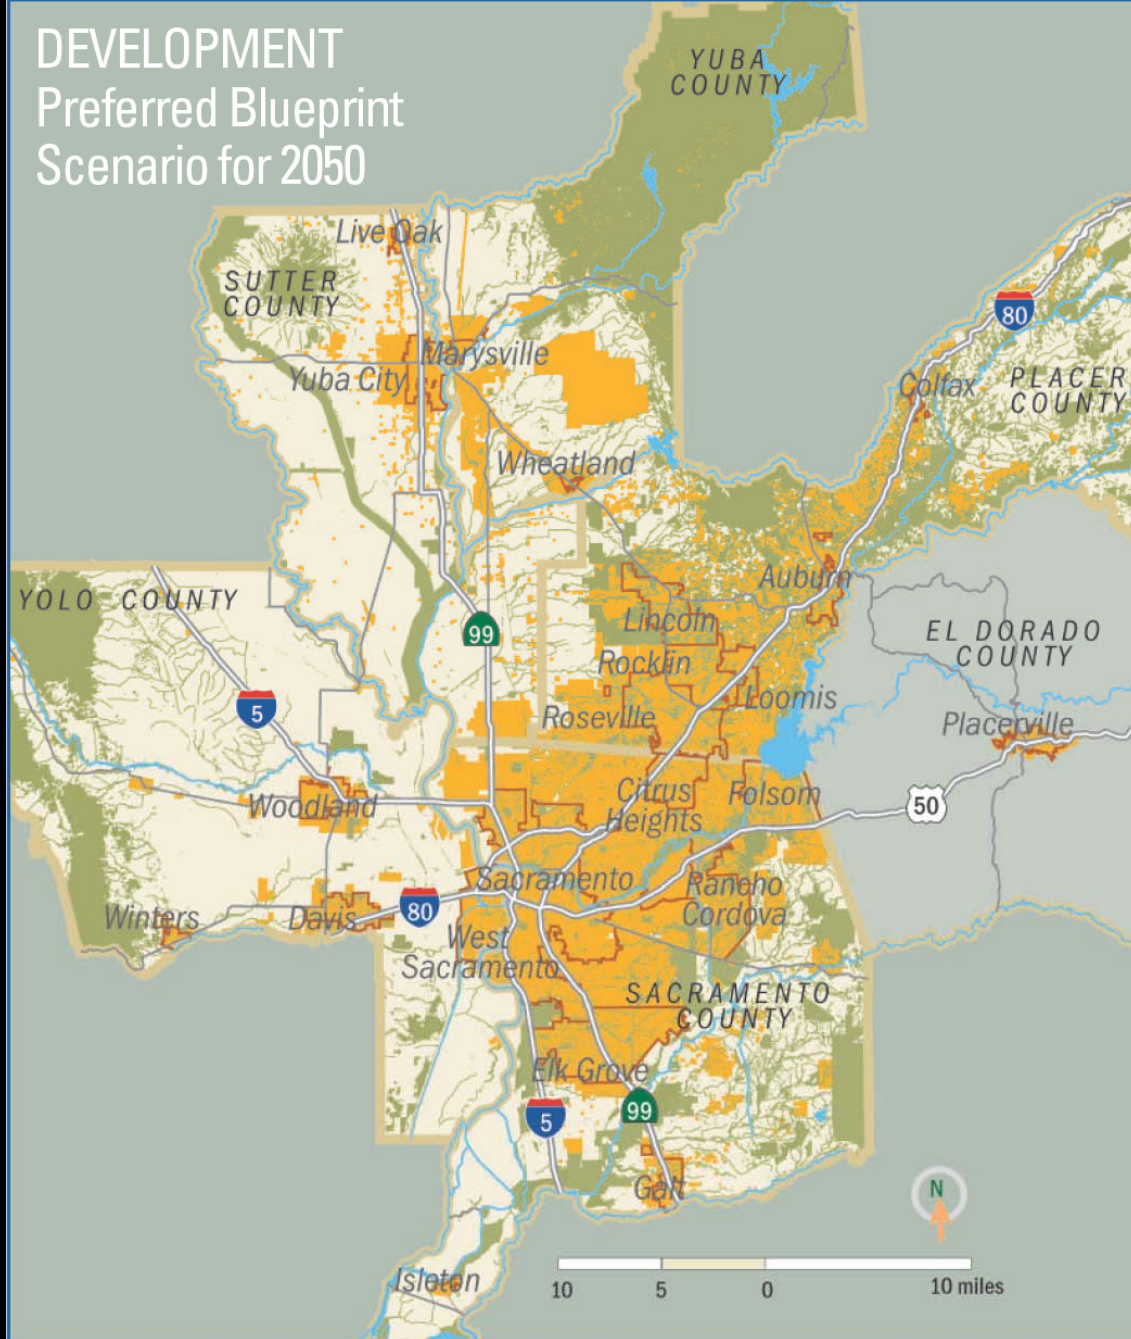 DEVELOPMENT
Preferred Blueprint
Scenario for 2050
YUBA
COUNTY
Live Oak
SUTTER
COUNTY
80
Marysville
Yuba City
Colfax
PLACER
COUNTY
Wheatland
Auburn
YOLO COUNTY
Lincoln
99
EL DORADO
COUNTY
Rocklin
Loomis
5
Roseville
Placerville
Citrus
Heights
Folsom
Woodland
50
Sacramento
Rancho
Cordova
80
Winters
Davis
West
Sacramento
SACRAMENTO
COUNTY
Elk Grove
5
99
Galt
N
Isleton
10 5 0 10 miles